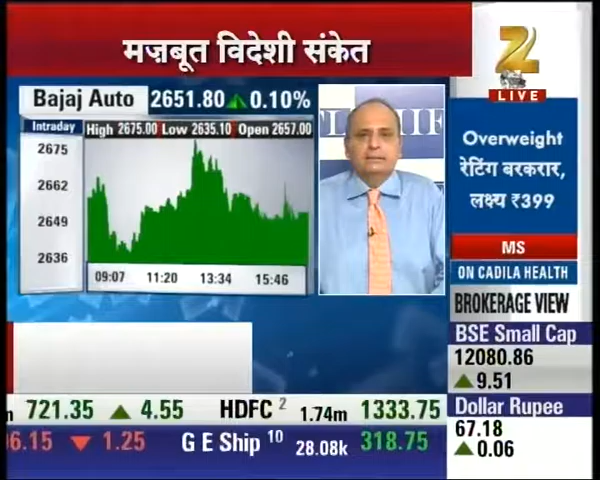 मज़बूत विदेशी संकेत
Z
LIVE
Bajaj Auto 2651.80 0.10%
Intraday High 2675.00 Low 2635.10 Open 2657.00
2675
2662
2649
2636
09:07 11:20 13:34 15:46
Overweight
रेटिंग बरकरार,
लक्ष्य ₹399
MS
ON CADILA HEALTH
BROKERAGE VIEW
BSE Small Cap
12080.86
9.51
Dollar Rupee
67.18
0.06
721.35 4.55 HDFC 2 1.74m 1333.75
6.15 1.25 G E Ship 10 28.08k 318.75